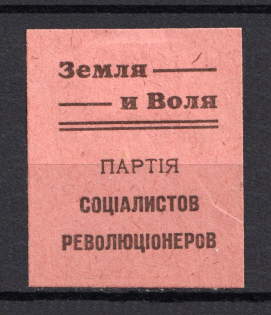 Земля —
— и Воля
ПАРТІЯ
СОЦІАЛИСТОВ
РЕВОЛЮЦІОНЕРОВ